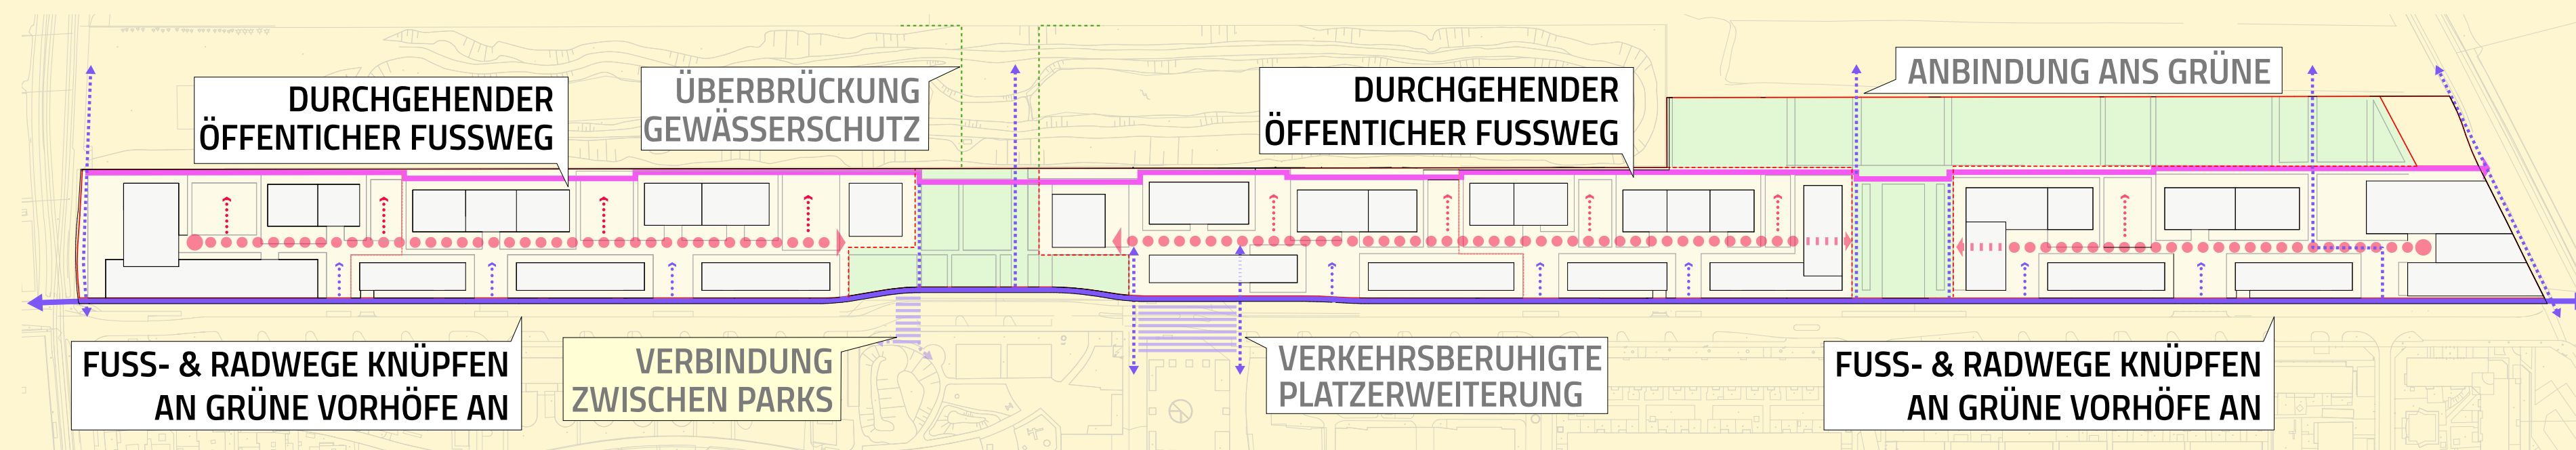 DURCHGEHENDER
ÖFFENTICHER FUSSWEG
ÜBERBRÜCKUNG
GEWÄSSERSCHUTZ
DURCHGEHENDER
ÖFFENTICHER FUSSWEG
ANBINDUNG ANS GRÜNE
FUSS- & RADWEGE KNÜPFEN
AN GRÜNE VORHÖFE AN
VERBINDUNG
ZWISCHEN PARKS
VERKEHRSBERUHIGTE
PLATZERWEITERUNG
FUSS- & RADWEGE KNÜPFEN
AN GRÜNE VORHÖFE AN